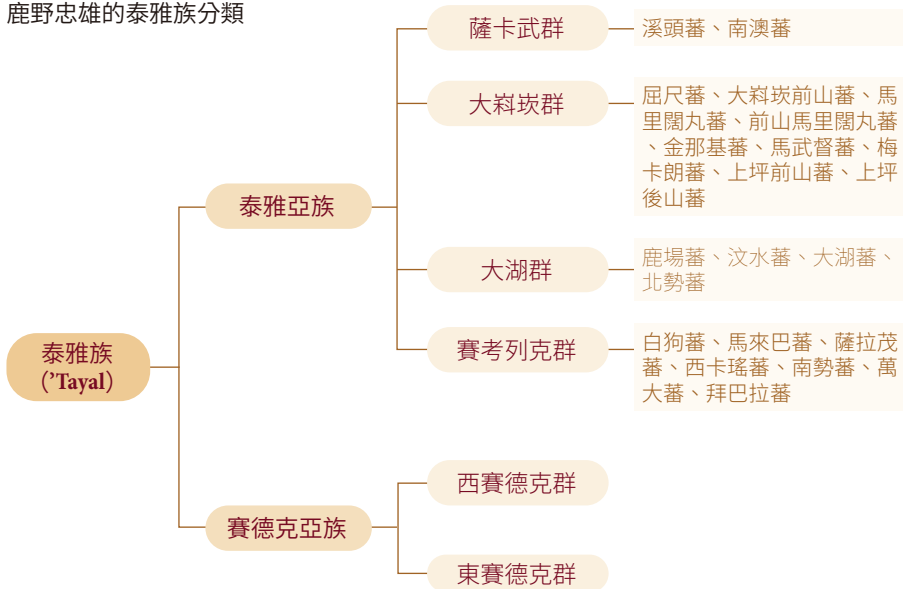 鹿野忠雄的泰雅族分類
薩卡武群
溪頭蕃、南澳蕃
大嵙崁群
屈尺蕃、大嵙崁前山蕃、馬
里闊丸蕃、前山馬里闊丸蕃
、金那基蕃、馬武督蕃、梅
卡朗蕃、上坪前山蕃、上坪
後山蕃
泰雅亞族
大湖群
鹿場蕃、汶水蕃、大湖蕃、
北勢蕃
泰雅族
（’Tayal）
賽考列克群
白狗蕃、馬來巴蕃、薩拉茂
蕃、西卡瑤蕃、南勢蕃、萬
大蕃、拜巴拉蕃
西賽德克群
賽德克亞族
東賽德克群